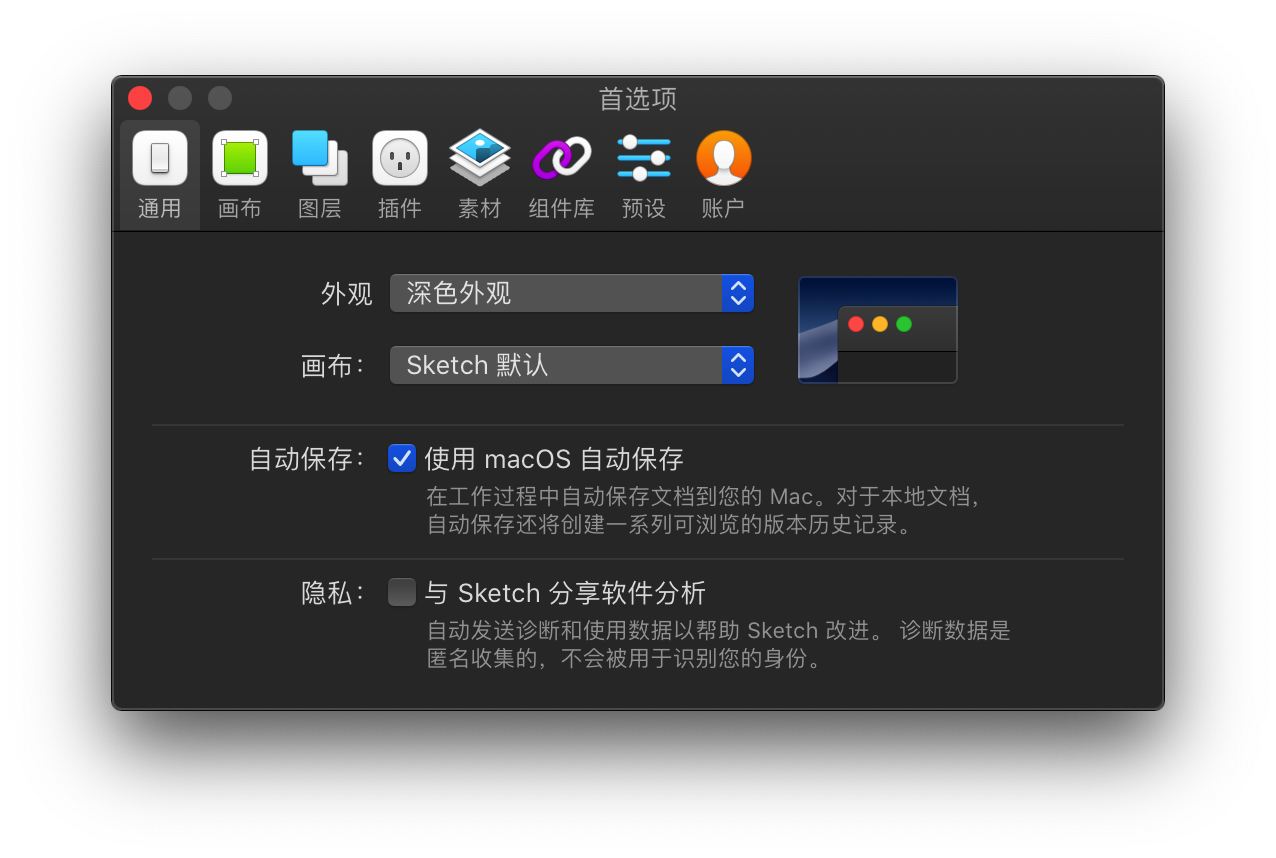 首选项
通用 画布 图层 插件 素材 组件库 预设 账户
外观 深色外观
画布： Sketch 默认
自动保存： 使用 macOS 自动保存
在工作过程中自动保存文档到您的 Mac。对于本地文档，
自动保存还将创建一系列可浏览的版本历史记录。
隐私： 与 Sketch 分享软件分析
自动发送诊断和使用数据以帮助 Sketch 改进。 诊断数据是
匿名收集的，不会被用于识别您的身份。